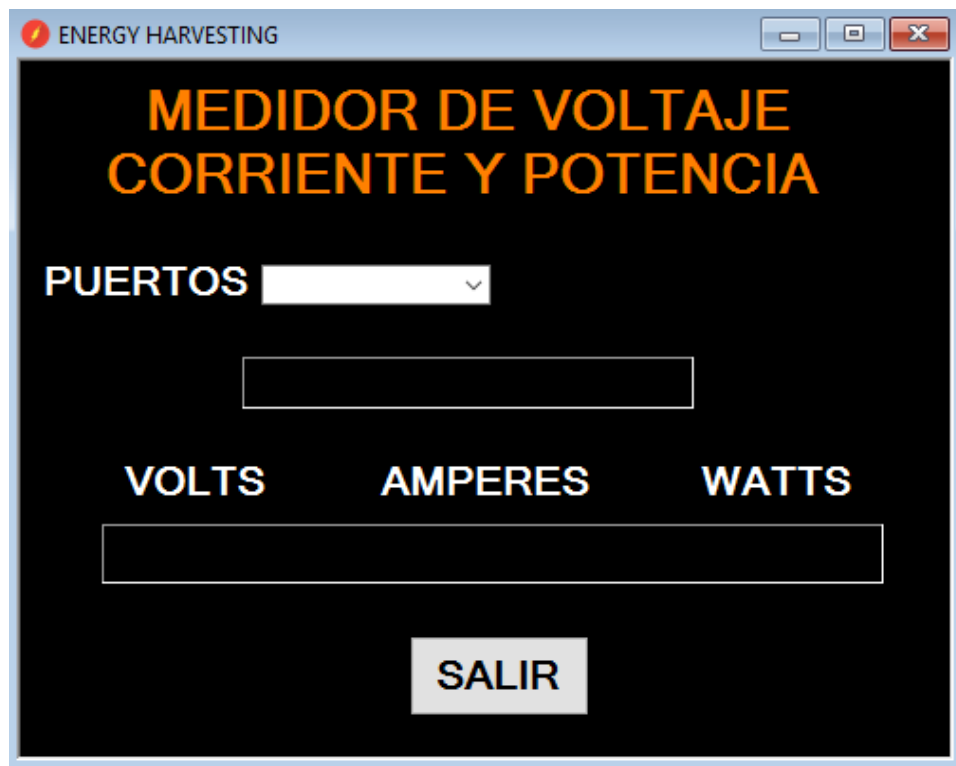 ENERGY HARVESTING
MEDIDOR DE VOLTAJE
CORRIENTE Y POTENCIA
PUERTOS
VOLTS AMPERES WATTS
SALIR